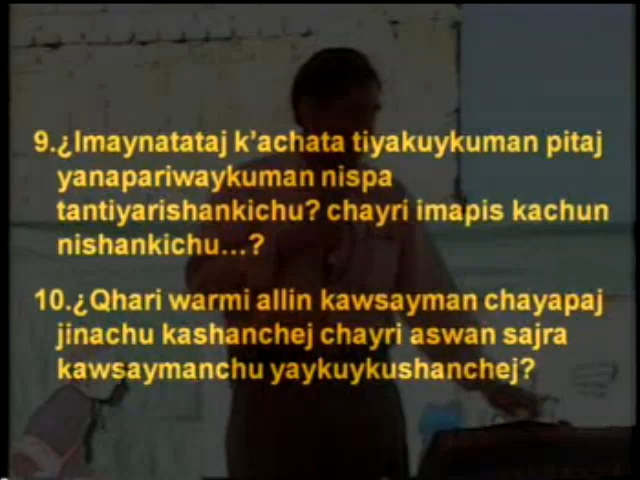 9.¿Imaynatataj k'achata tiyakuykuman pitaj
yanapariwaykuman nispa
tantiyarishankichu? chayri imapis kachun
nishankichu...?
10.¿Qhari warmi allin kawsayman chayapaj
jinachu kashanchej chayri aswan sajra
kawsaymanchu yaykuykushanchej?